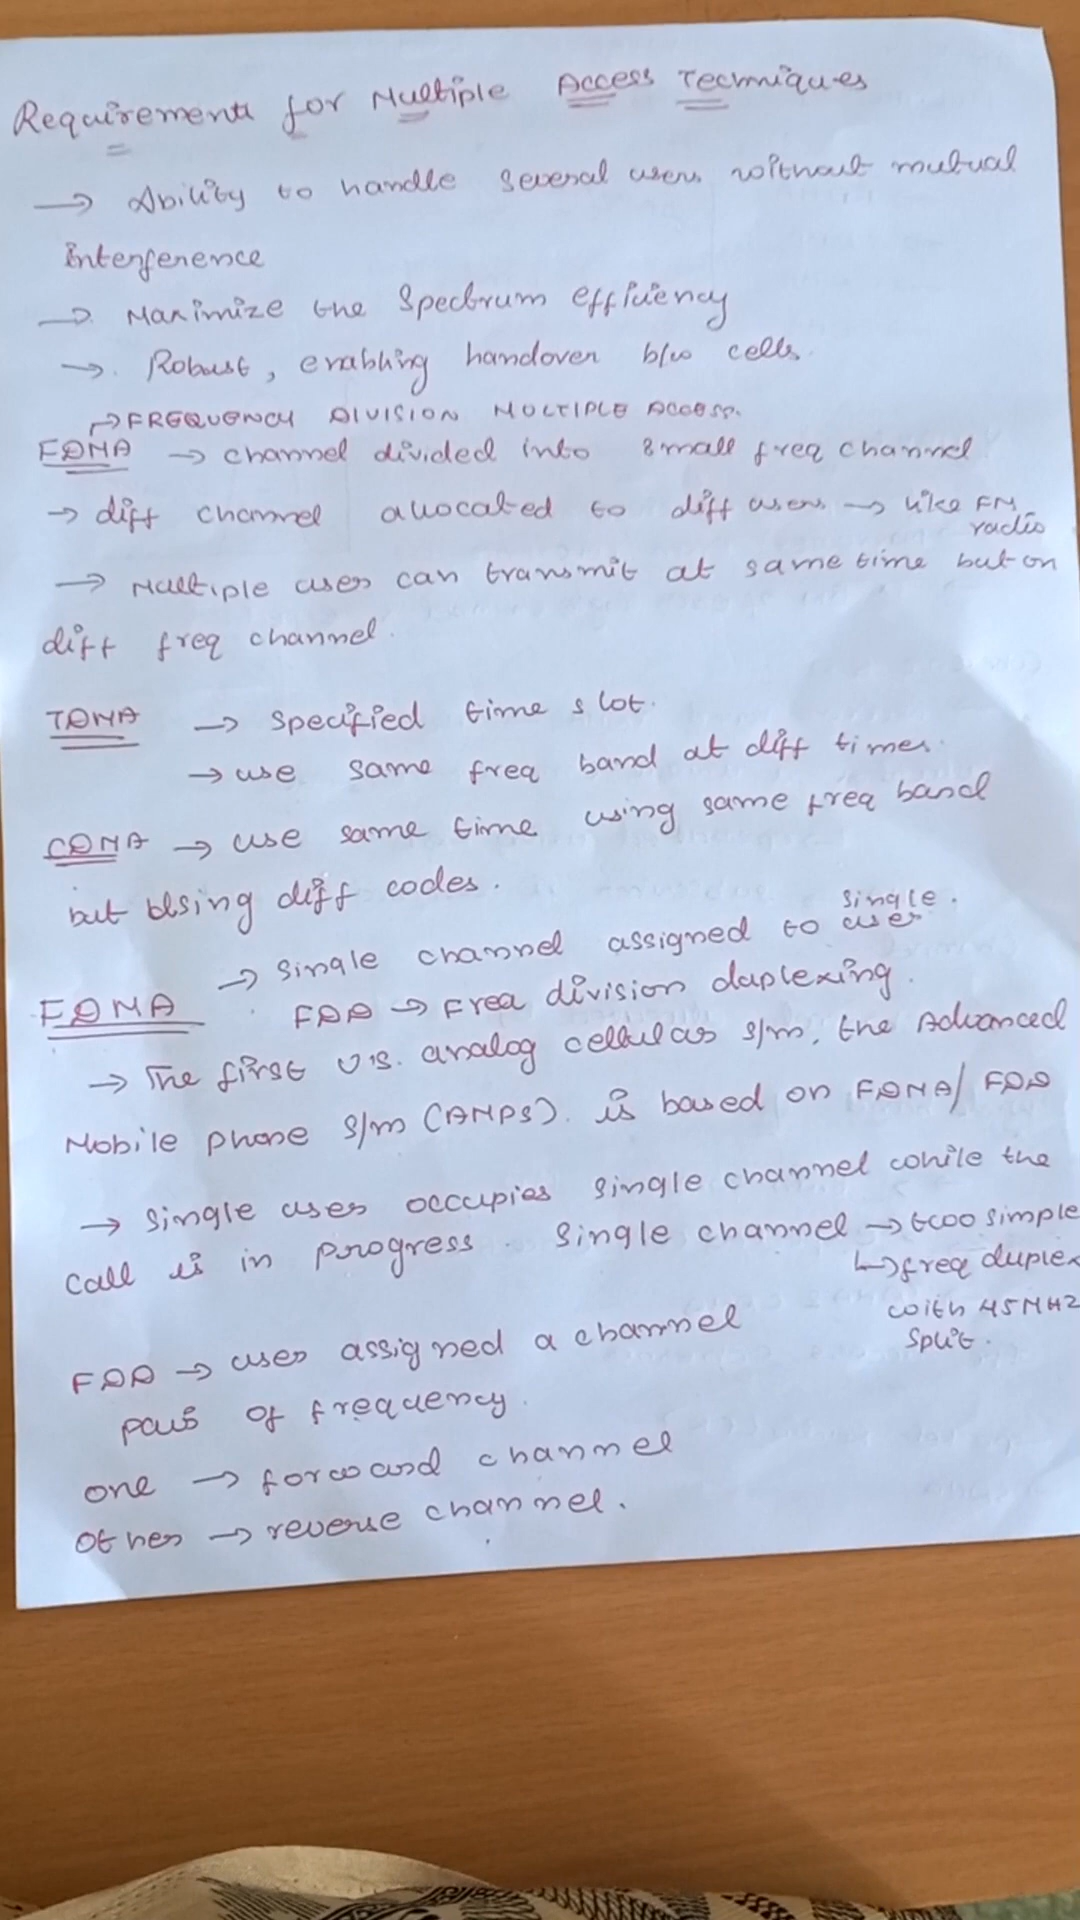 Requirements for Multiple Access Techniques
→ Ability to handle several users without mutual
interference
→ Maximize the Spectrum efficiency
→ Robust, enabling handover b/w cells.
→ FREQUENCY DIVISION MULTIPLE ACCESS.
FDMA → channel divided into small freq channel
→ diff channel allocated to diff users → like FM
radio
→ Multiple user can transmit at same time but on
diff freq channel.
TDMA → specified time slot.
→ use same freq band at diff times.
CDMA → use same time using same freq band
but using diff codes.
single.
→ single channel assigned to user
FDMA
FDD → Freq division duplexing.
→ The first U.S. analog cellular s/m, the Advanced
Mobile phone s/m (AMPS). is based on FDMA/FDD
→ single user occupies single channel while the
call is in progress. Single channel → two simple
↳ freq duplex
with 45MHz
split.
FDD → user assigned a channel
pair of frequency.
one → forward channel
other → reverse channel.